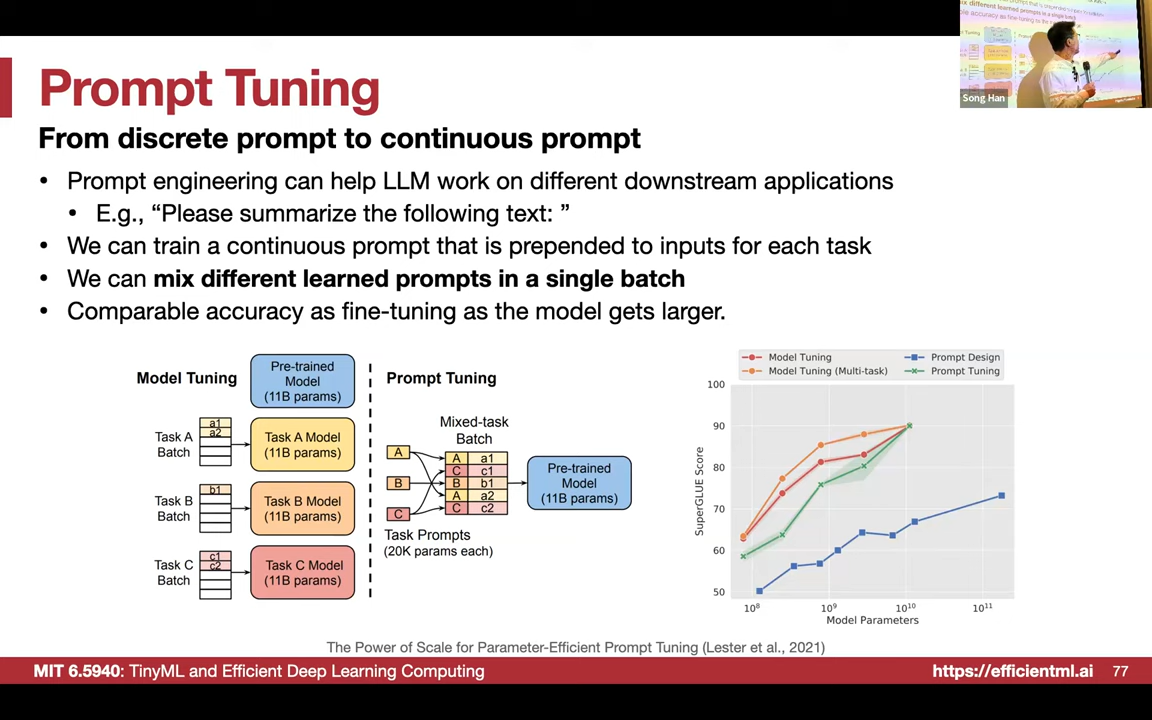 Song Han
Prompt Tuning
From discrete prompt to continuous prompt
• Prompt engineering can help LLM work on different downstream applications
• E.g., “Please summarize the following text: ”
• We can train a continuous prompt that is prepended to inputs for each task
• We can mix different learned prompts in a single batch
• Comparable accuracy as fine-tuning as the model gets larger.
Model Tuning
Pre-trained
Model
(11B params)
Task A
Batch
a1
a2
Task A Model
(11B params)
Task B
Batch
b1
Task B Model
(11B params)
Task C
Batch
c1
c2
Task C Model
(11B params)
Prompt Tuning
Mixed-task
Batch
A
B
C
A a1
C c1
B b1
A a2
C c2
Pre-trained
Model
(11B params)
Task Prompts
(20K params each)
Model Tuning
Model Tuning (Multi-task)
Prompt Design
Prompt Tuning
SuperGLUE Score
100
90
80
70
60
50
10⁸
10⁹
10¹⁰
10¹¹
Model Parameters
The Power of Scale for Parameter-Efficient Prompt Tuning (Lester et al., 2021)
MIT 6.5940: TinyML and Efficient Deep Learning Computing
https://efficientml.ai
77